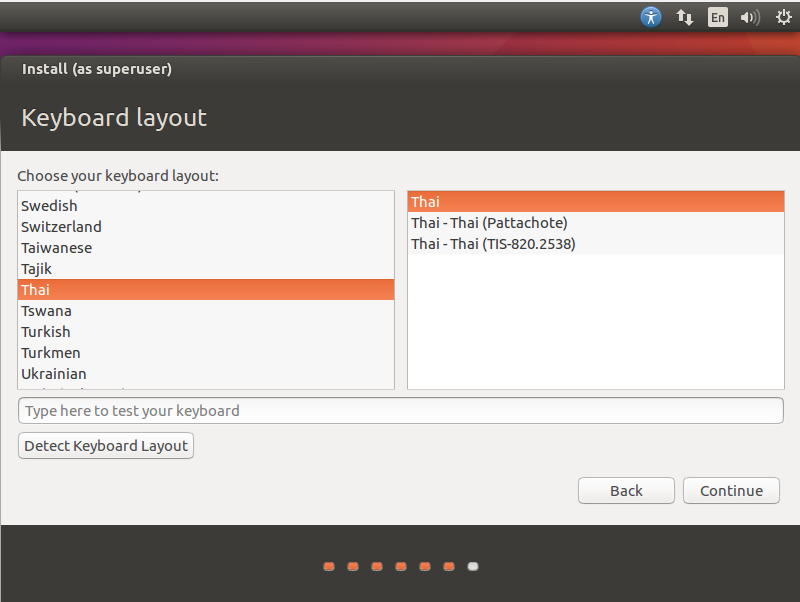 En
Install (as superuser)
Keyboard layout
Choose your keyboard layout:
Swedish
Switzerland
Taiwanese
Tajik
Thai
Tswana
Turkish
Turkmen
Ukrainian
Thai
Thai - Thai (Pattachote)
Thai - Thai (TIS-820.2538)
Type here to test your keyboard
Detect Keyboard Layout
Back
Continue